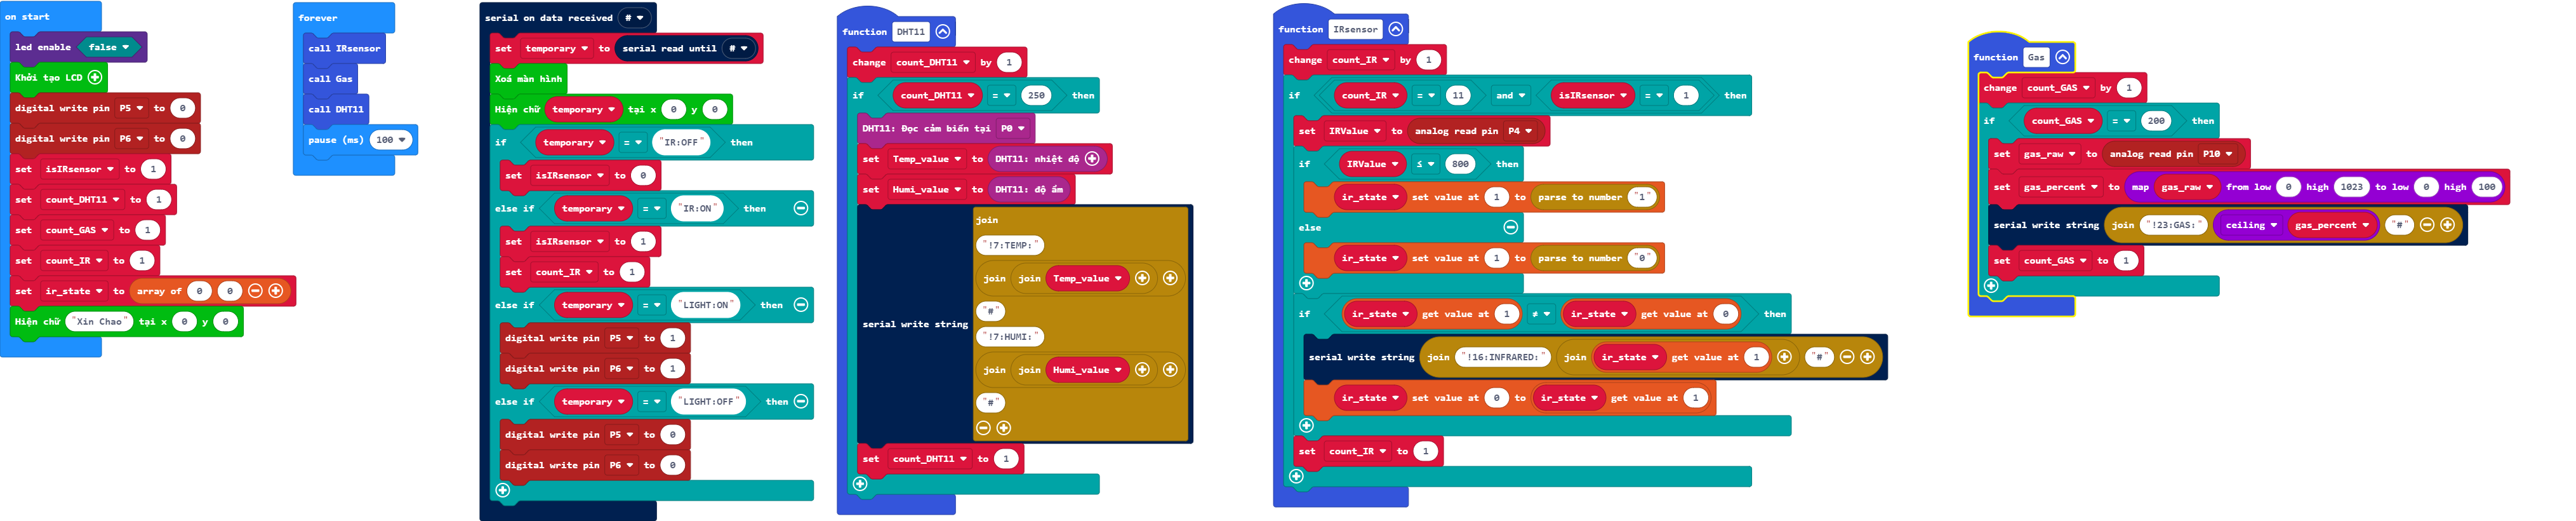 on start
led enable false
Khởi tạo LCD
digital write pin P5 to 0
digital write pin P6 to 0
set isIRsensor to 1
set count_DHT11 to 1
set count_GAS to 1
set count_IR to 1
set ir_state to array of 0 0
Hiện chữ "Xin Chao" tại x 0 y 0
forever
call IRsensor
call Gas
call DHT11
pause (ms) 100
serial on data received #
set temporary to serial read until #
Xoá màn hình
Hiện chữ temporary tại x 0 y 0
if temporary = "IR:OFF" then
set isIRsensor to 0
else if temporary = "IR:ON" then
set isIRsensor to 1
set count_IR to 1
else if temporary = "LIGHT:ON" then
digital write pin P5 to 1
digital write pin P6 to 1
else if temporary = "LIGHT:OFF" then
digital write pin P5 to 0
digital write pin P6 to 0
function DHT11
change count_DHT11 by 1
if count_DHT11 = 250 then
DHT11: Đọc cảm biến tại P0
set Temp_value to DHT11: nhiệt độ
set Humi_value to DHT11: độ ẩm
serial write string
join
"!7:TEMP:"
join join Temp_value
"#"
"!7:HUMI:"
join join Humi_value
"#"
set count_DHT11 to 1
function IRsensor
change count_IR by 1
if count_IR = 11 and isIRsensor = 1 then
set IRValue to analog read pin P4
if IRValue ≤ 800 then
ir_state set value at 1 to parse to number "1"
else
ir_state set value at 1 to parse to number "0"
if ir_state get value at 1 ≠ ir_state get value at 0 then
serial write string join "!16:INFRARED:" join ir_state get value at 1 "#"
ir_state set value at 0 to ir_state get value at 1
set count_IR to 1
function Gas
change count_GAS by 1
if count_GAS = 200 then
set gas_raw to analog read pin P10
set gas_percent to map gas_raw from low 0 high 1023 to low 0 high 100
serial write string join "!23:GAS:" ceiling gas_percent "#"
set count_GAS to 1